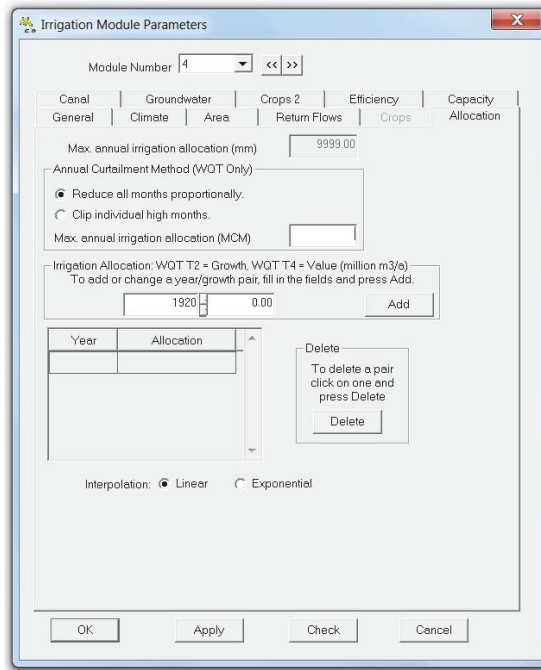 Irrigation Module Parameters
X
Module Number 4 << >>
Canal Groundwater Crops 2 Efficiency Capacity
General Climate Area Return Flows Crops Allocation
Max. annual irrigation allocation (mm) 9999.00
Annual Curtailment Method (WQT Only)
Reduce all months proportionally.
Clip individual high months.
Max. annual irrigation allocation (MCM)
Irrigation Allocation: WQT T2 = Growth, WQT T4 = Value (million m3/a)
To add or change a year/growth pair, fill in the fields and press Add.
1920 0.00 Add
Year Allocation
Delete
To delete a pair
click on one and
press Delete
Delete
Interpolation: Linear Exponential
OK Apply Check Cancel